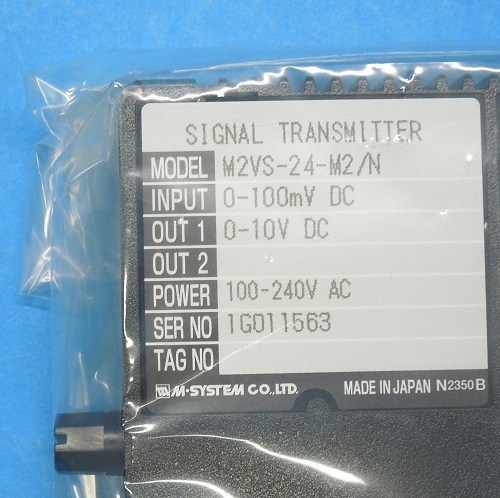 SIGNAL TRANSMITTER
MODEL M2VS-24-M2/N
INPUT 0-100mV DC
OUT 1 0-10V DC
OUT 2
POWER 100-240V AC
SER NO 1G011563
TAG NO
M-SYSTEM CO.,LTD. MADE IN JAPAN N2350B